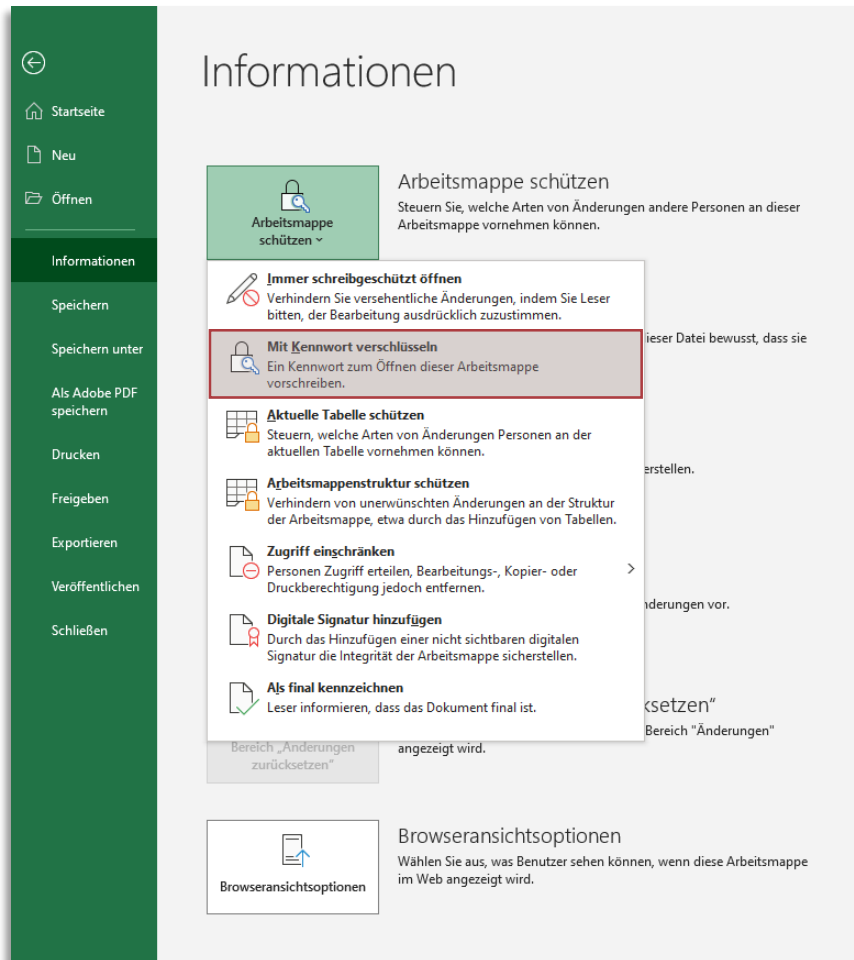 Informationen
Startseite
Neu
Öffnen
Informationen
Speichern
Speichern unter
Als Adobe PDF
speichern
Drucken
Freigeben
Exportieren
Veröffentlichen
Schließen
Arbeitsmappe
schützen
Arbeitsmappe schützen
Steuern Sie, welche Arten von Änderungen andere Personen an dieser
Arbeitsmappe vornehmen können.
Immer schreibgeschützt öffnen
Verhindern Sie versehentliche Änderungen, indem Sie Leser
bitten, der Bearbeitung ausdrücklich zuzustimmen.
Mit Kennwort verschlüsseln
Ein Kennwort zum Öffnen dieser Arbeitsmappe
vorschreiben.
ieser Datei bewusst, dass sie
Aktuelle Tabelle schützen
Steuern, welche Arten von Änderungen Personen an der
aktuellen Tabelle vornehmen können.
erstellen.
Arbeitsmappenstruktur schützen
Verhindern von unerwünschten Änderungen an der Struktur
der Arbeitsmappe, etwa durch das Hinzufügen von Tabellen.
Zugriff einschränken
Personen Zugriff erteilen, Bearbeitungs-, Kopier- oder
Druckberechtigung jedoch entfernen.
nderungen vor.
Digitale Signatur hinzufügen
Durch das Hinzufügen einer nicht sichtbaren digitalen
Signatur die Integrität der Arbeitsmappe sicherstellen.
Als final kennzeichnen
Leser informieren, dass das Dokument final ist.
ksetzen“
Bereich "Änderungen"
angezeigt wird.
Bereich „Änderungen
zurücksetzen“
Browseransichtsoptionen
Browseransichtsoptionen
Wählen Sie aus, was Benutzer sehen können, wenn diese Arbeitsmappe
im Web angezeigt wird.